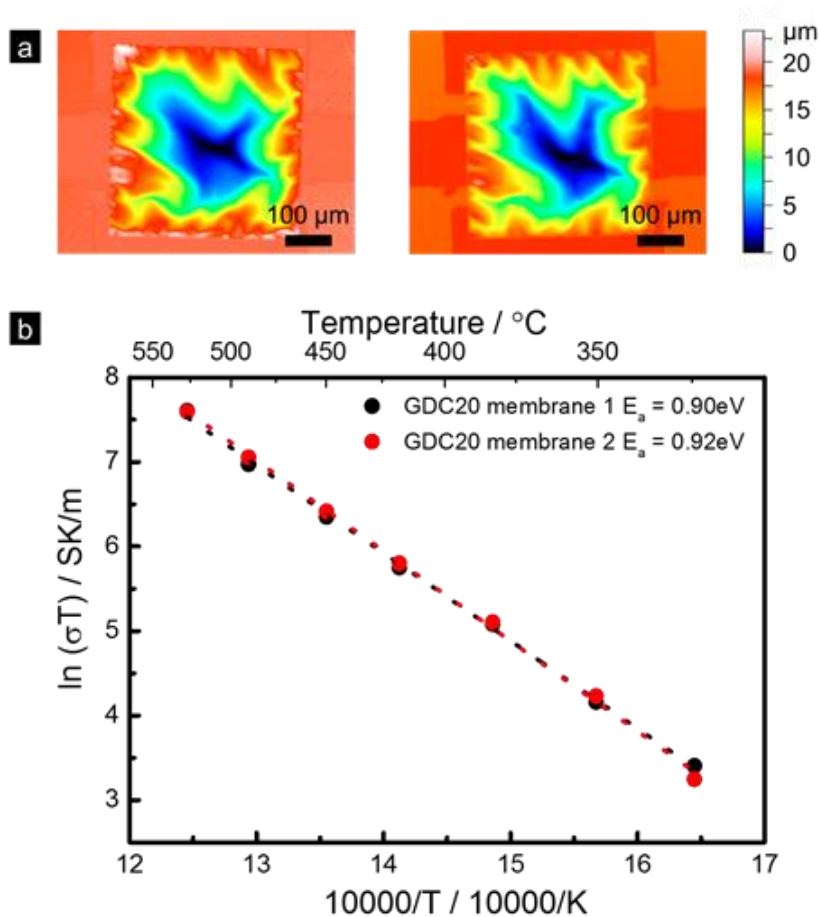 a
µm
20
15
10
5
0
100 µm
100 µm
b
Temperature / °C
550 500 450 400 350
8
7
6
5
4
3
ln (σT) / SK/m
GDC20 membrane 1 Eₐ = 0.90eV
GDC20 membrane 2 Eₐ = 0.92eV
12 13 14 15 16 17
10000/T / 10000/K